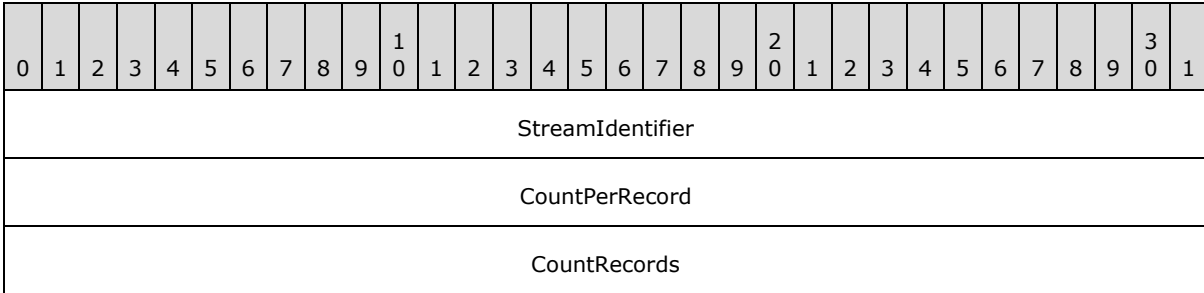 0 1 2 3 4 5 6 7 8 9 1 0 1 2 3 4 5 6 7 8 9 2 0 1 2 3 4 5 6 7 8 9 3 0 1
StreamIdentifier
CountPerRecord
CountRecords